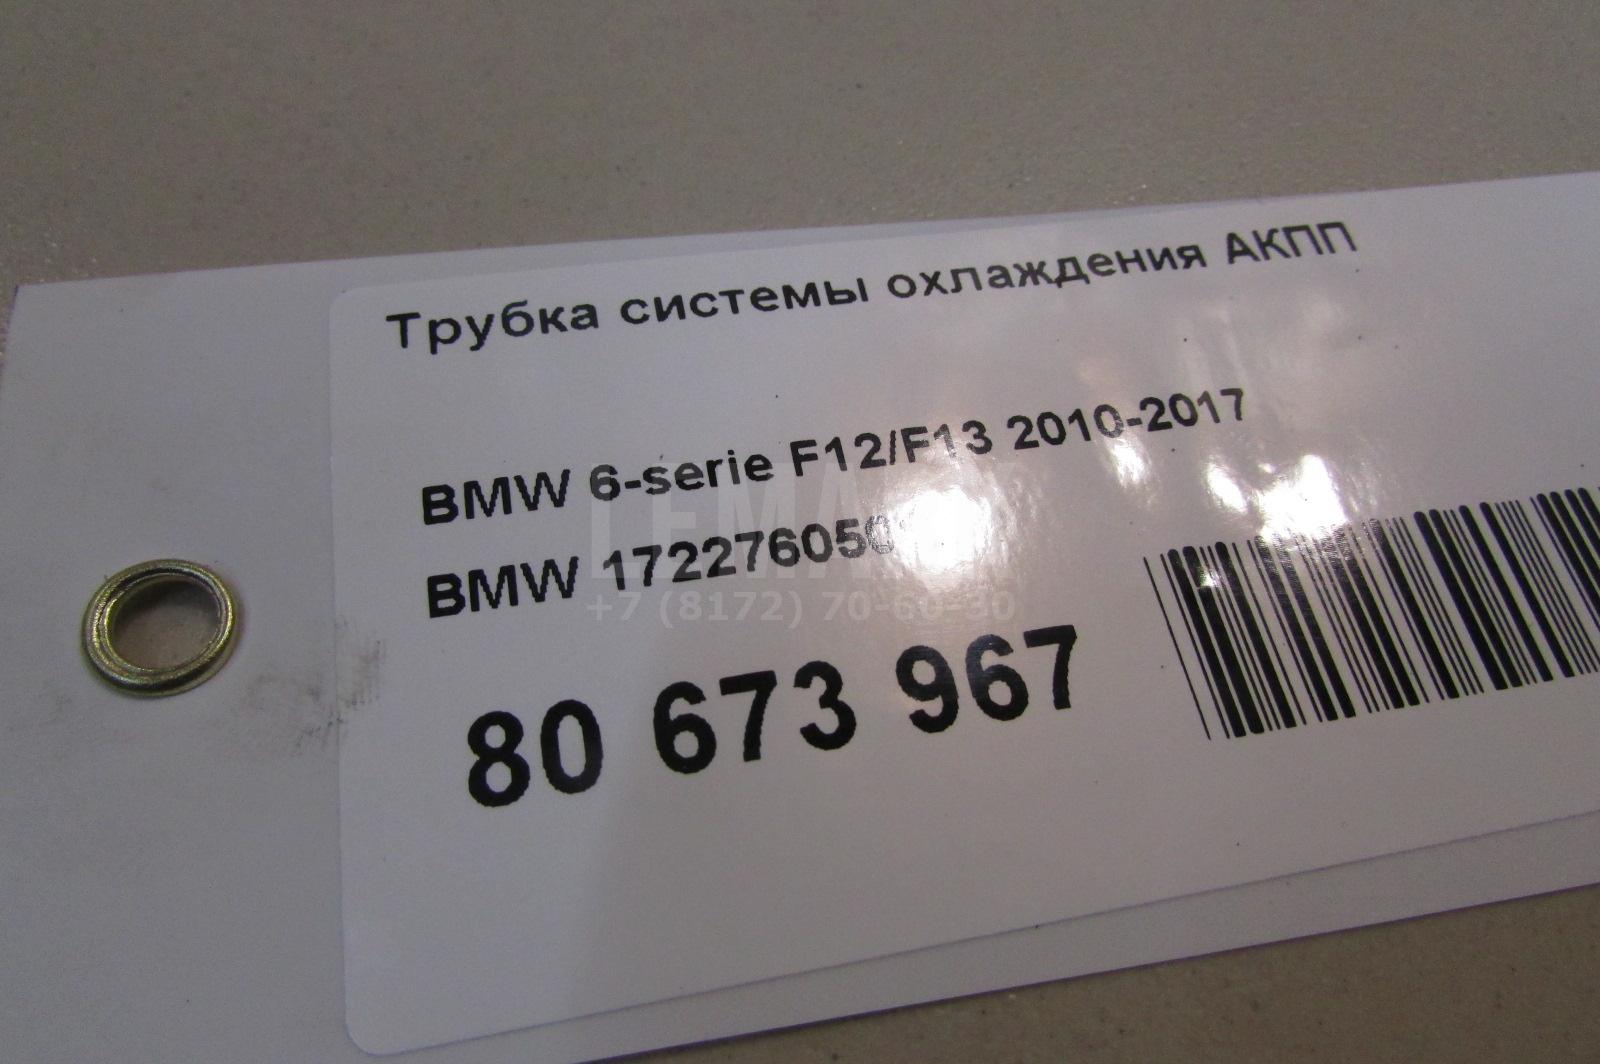 Трубка системы охлаждения АКПП
BMW 6-serie F12/F13 2010-2017
BMW
+7 (8172) 70-60-30
80 673 967